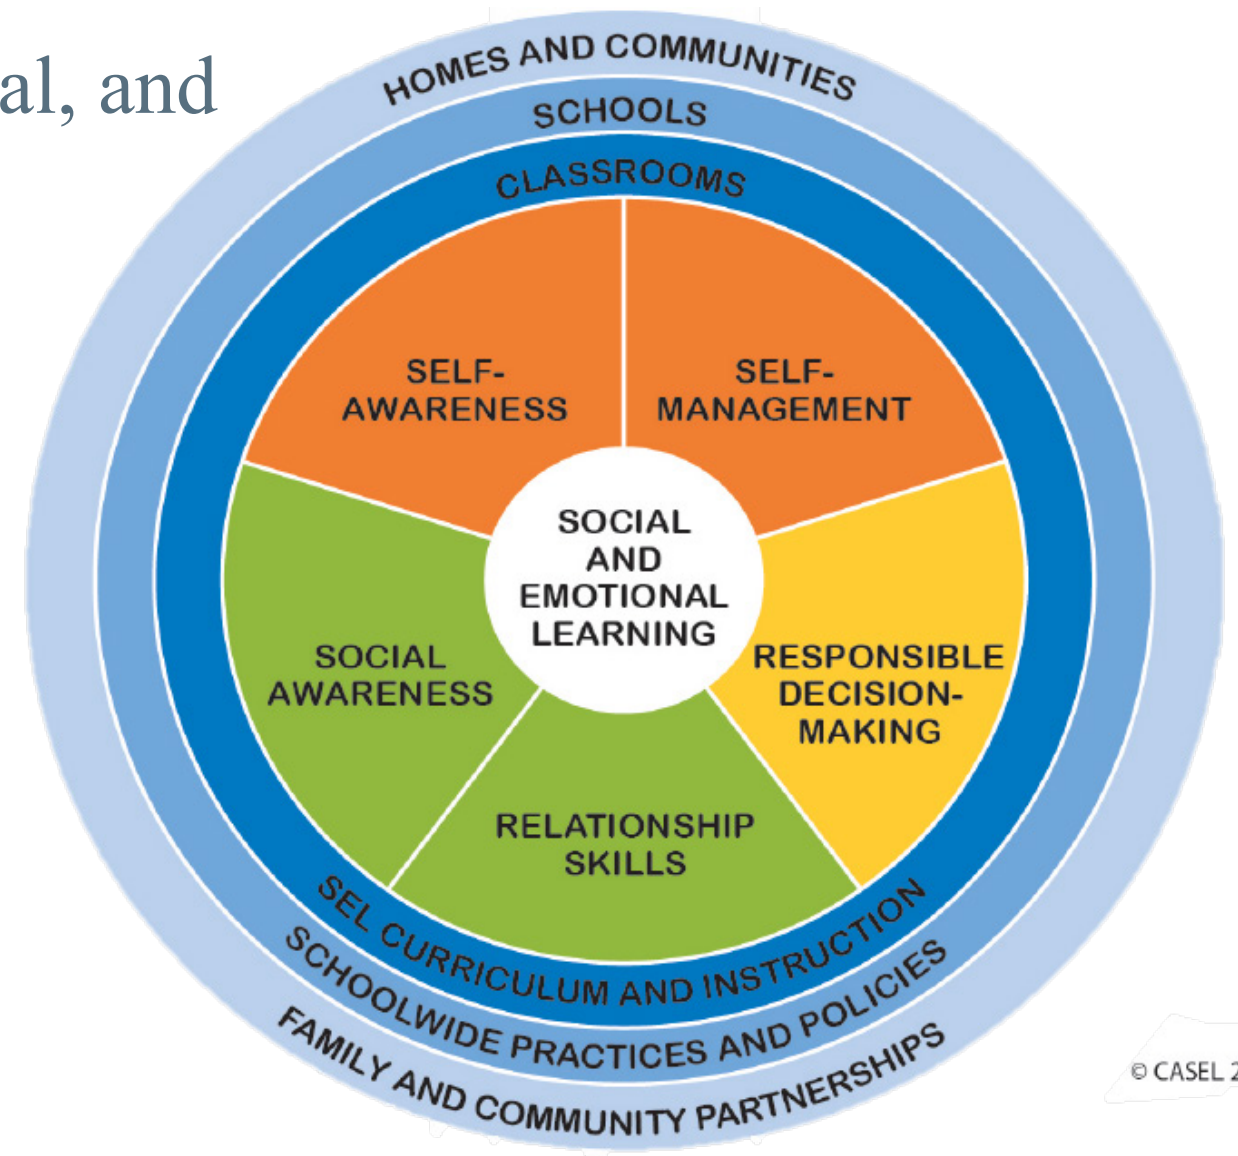 al, and
HOMES AND COMMUNITIES
SCHOOLS
CLASSROOMS
SELF-
AWARENESS
SELF-
MANAGEMENT
SOCIAL
AND
EMOTIONAL
LEARNING
SOCIAL
AWARENESS
RESPONSIBLE
DECISION-
MAKING
RELATIONSHIP
SKILLS
SEL CURRICULUM AND INSTRUCTION
SCHOOLWIDE PRACTICES AND POLICIES
FAMILY AND COMMUNITY PARTNERSHIPS
© CASEL 2